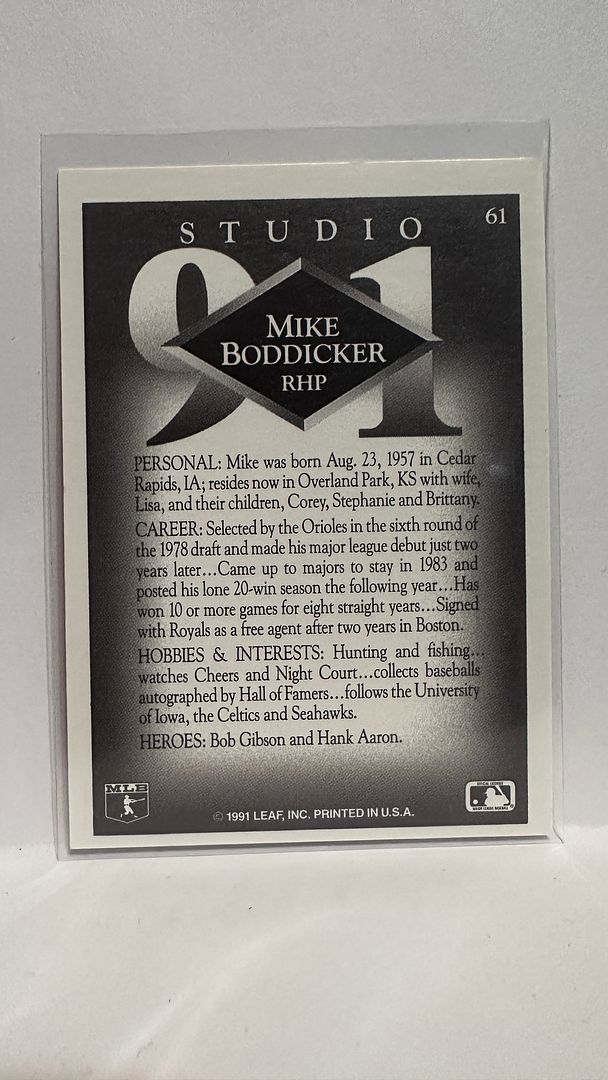 61
STUDIO
91
MIKE
BODDICKER
RHP
PERSONAL: Mike was born Aug. 23, 1957 in Cedar
Rapids, IA; resides now in Overland Park, KS with wife,
Lisa, and their children, Corey, Stephanie and Brittany.
CAREER: Selected by the Orioles in the sixth round of
the 1978 draft and made his major league debut just two
years later...Came up to majors to stay in 1983 and
posted his lone 20-win season the following year...Has
won 10 or more games for eight straight years...Signed
with Royals as a free agent after two years in Boston.
HOBBIES & INTERESTS: Hunting and fishing...
watches Cheers and Night Court...collects baseballs
autographed by Hall of Famers...follows the University
of Iowa, the Celtics and Seahawks.
HEROES: Bob Gibson and Hank Aaron.
MLB
© 1991 LEAF, INC. PRINTED IN U.S.A.